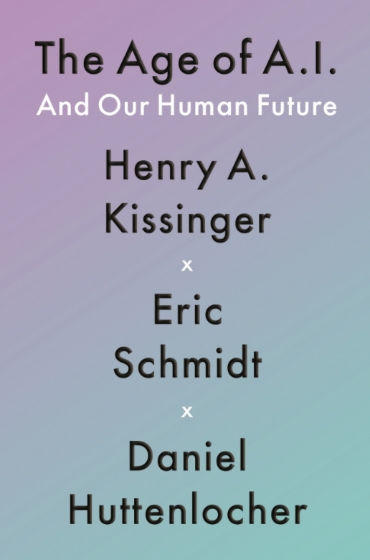 The Age of A.I.
And Our Human Future
Henry A.
Kissinger
x
Eric
Schmidt
x
Daniel
Huttenlocher